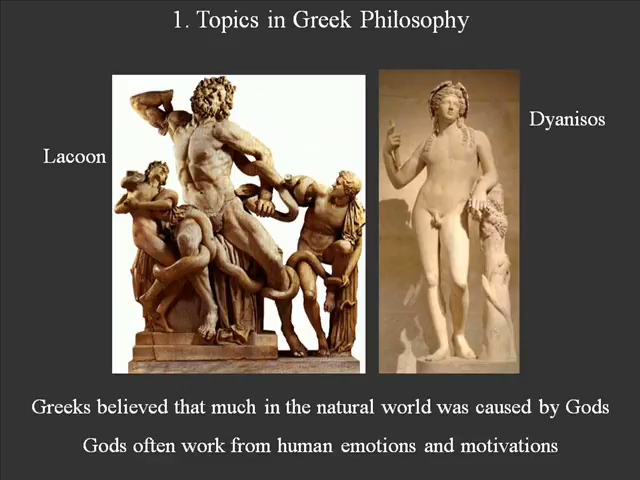 1. Topics in Greek Philosophy
Dyanisos
Lacoon
Greeks believed that much in the natural world was caused by Gods
Gods often work from human emotions and motivations